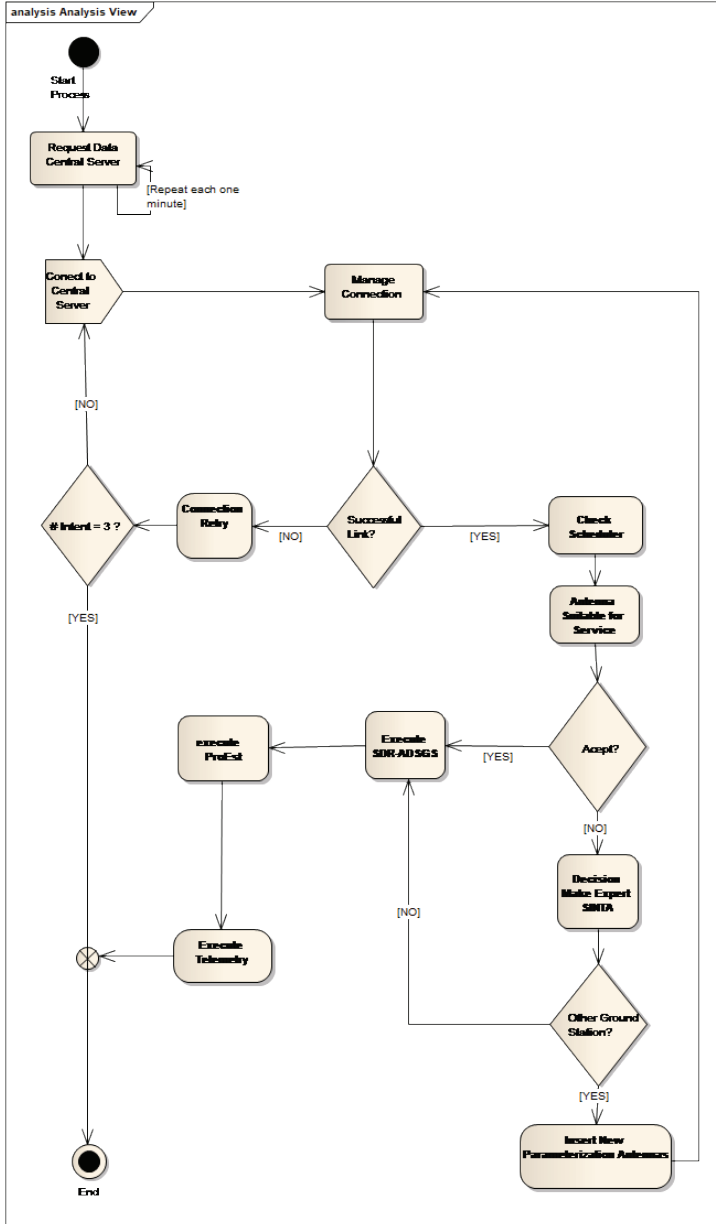 analysis Analysis View
Start
Process
Request Data
Central Server
[Repeat each one
minute]
Conect to
Central
Server
Manage
Connection
[NO]
# Intent = 3 ?
Connection
Retry
[NO]
Successful
Link?
[YES]
Check
Scheduler
[YES]
Antenna
Suitable for
Service
execute
ProEst
Execute
SDR-ADSGS
[YES]
Acept?
[NO]
Decision
Make Expert
SINTA
[NO]
Execute
Telemetry
Other Ground
Station?
[YES]
Insert New
Parameterization Antennas
End